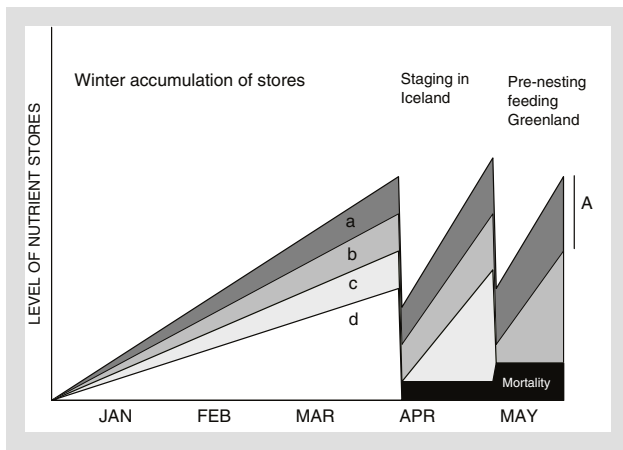 Winter accumulation of stores
Staging in
Iceland
Pre-nesting
feeding
Greenland
LEVEL OF NUTRIENT STORES
A
a
b
c
d
Mortality
JAN FEB MAR APR MAY